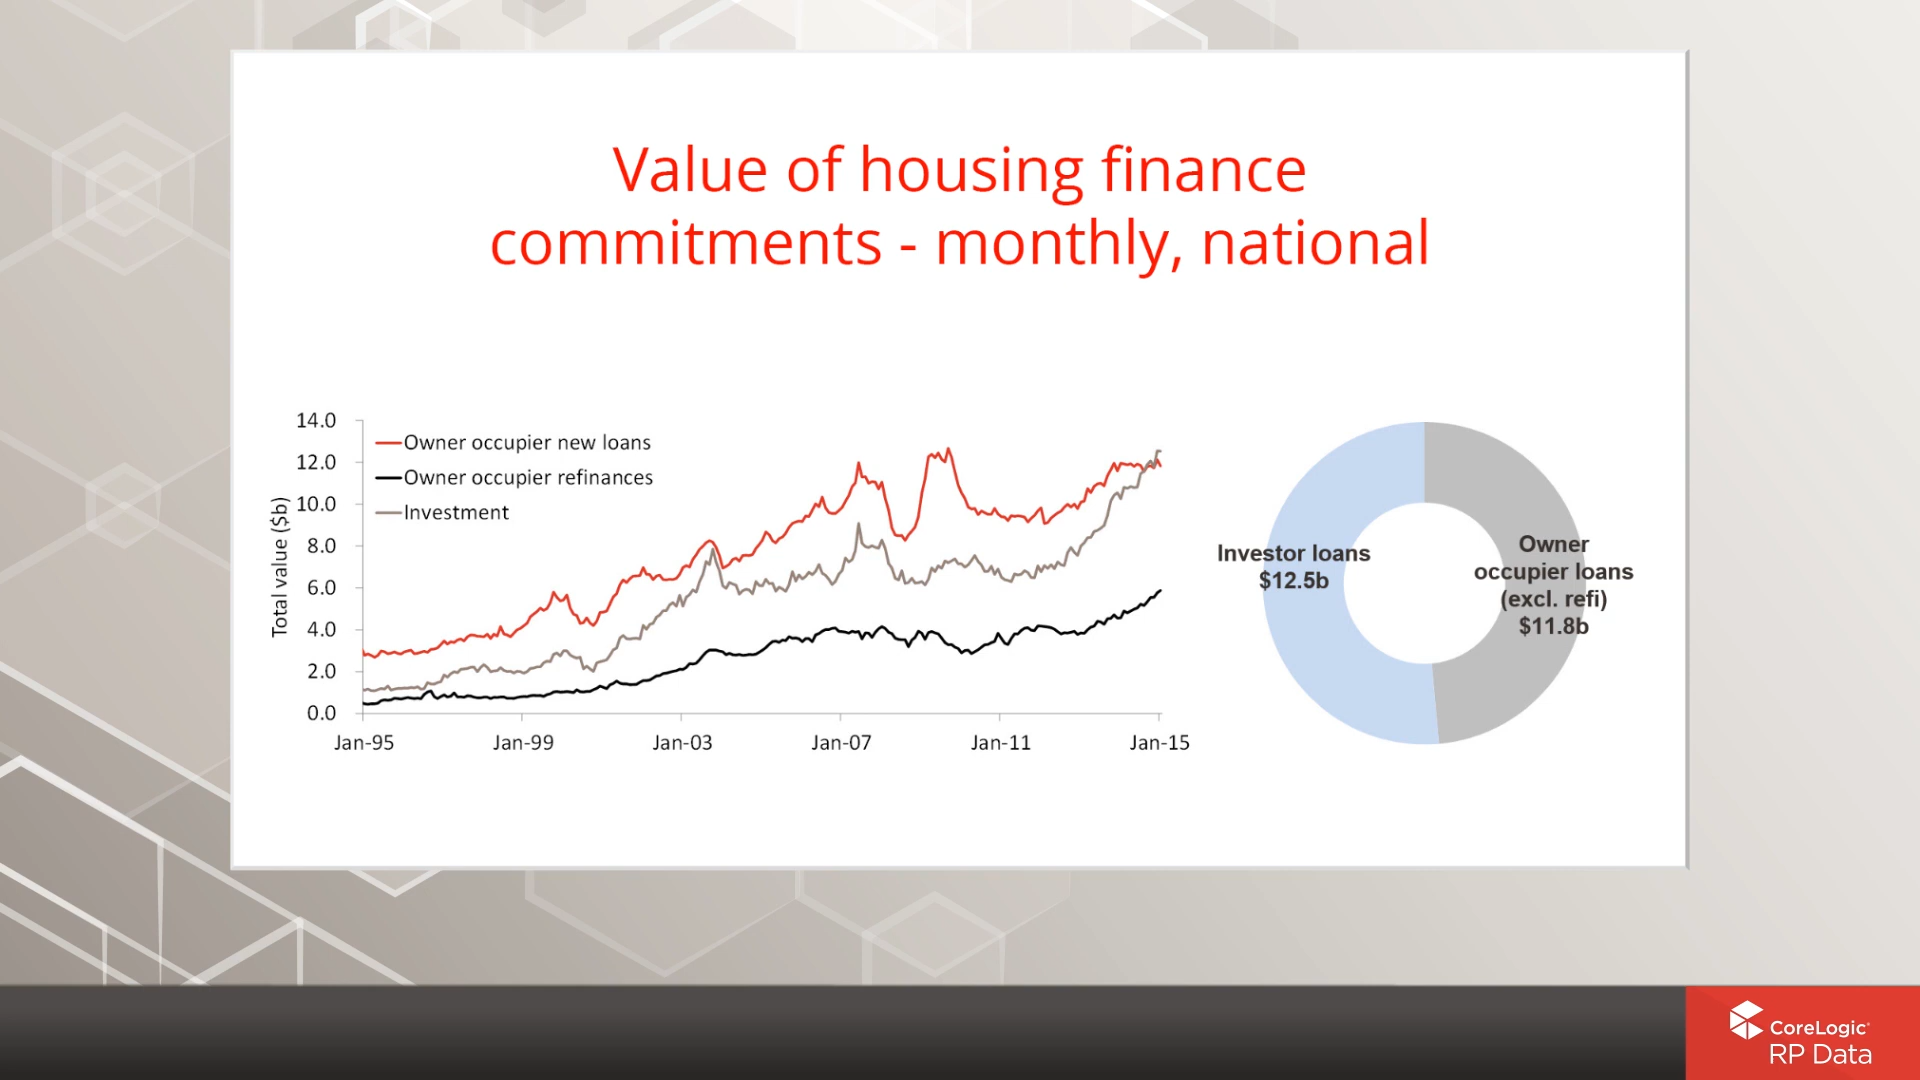 Value of housing finance
commitments - monthly, national
Total value ($b)
14.0
12.0
10.0
8.0
6.0
4.0
2.0
0.0
Owner occupier new loans
Owner occupier refinances
Investment
Jan-95
Jan-99
Jan-03
Jan-07
Jan-11
Jan-15
Investor loans
$12.5b
Owner
occupier loans
(excl. refi)
$11.8b
CoreLogic
RP Data